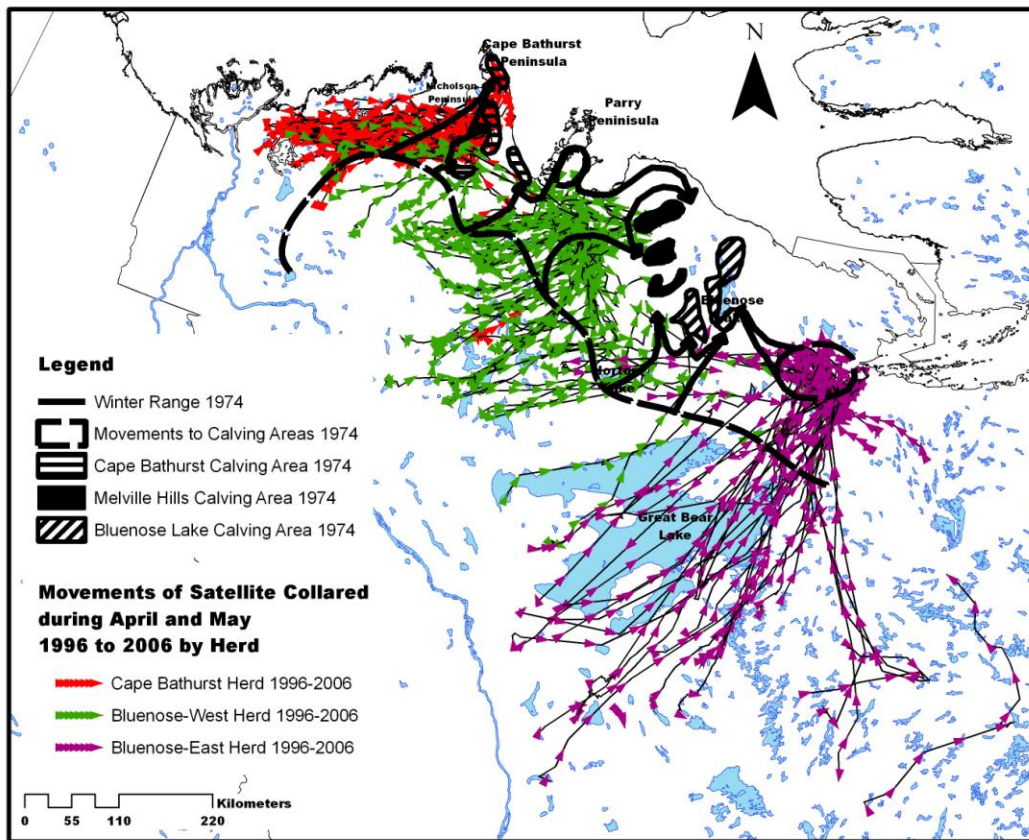 N
Cape Bathurst
Peninsula
Nicholson
Parry
Peninisula
Bluenose
Great Bear
Lake
Legend
Winter Range 1974
Movements to Calving Areas 1974
Cape Bathurst Calving Area 1974
Melville Hills Calving Area 1974
Bluenose Lake Calving Area 1974
Movements of Satellite Collared
during April and May
1996 to 2006 by Herd
Cape Bathurst Herd 1996-2006
Bluenose-West Herd 1996-2006
Bluenose-East Herd 1996-2006
Kilometers
0 55 110 220